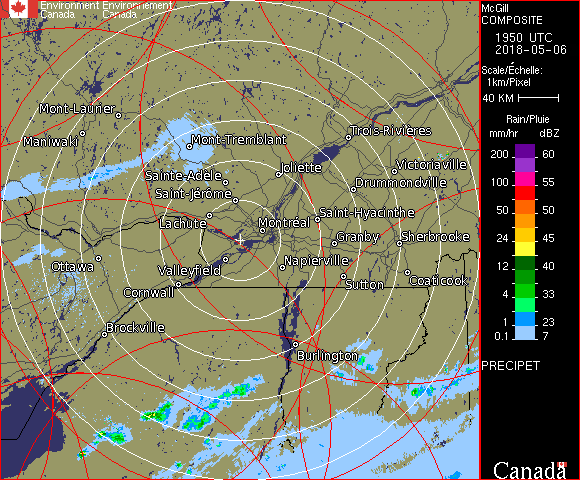 Environment Environnement
Canada Canada
McGill
COMPOSITE
1950 UTC
2018-05-06
Scale/Échelle:
1km/Pixel
40 KM
Rain/Pluie
mm/hr dBZ
200 60
150 57
100 55
50 50
24 45
12 40
4 33
1 23
0.1 7
PRECIPET
Canada
Mont-Laurier
Maniwaki
Mont-Tremblant
Trois-Rivières
Joliette
Victoriaville
Sainte-Adèle
Drummondville
Saint-Jérôme
Saint-Hyacinthe
Lachute
Montréal
Granby
Sherbrooke
Ottawa
Valleyfield
Napierville
Coaticook
Cornwall
Sutton
Brockville
Burlington